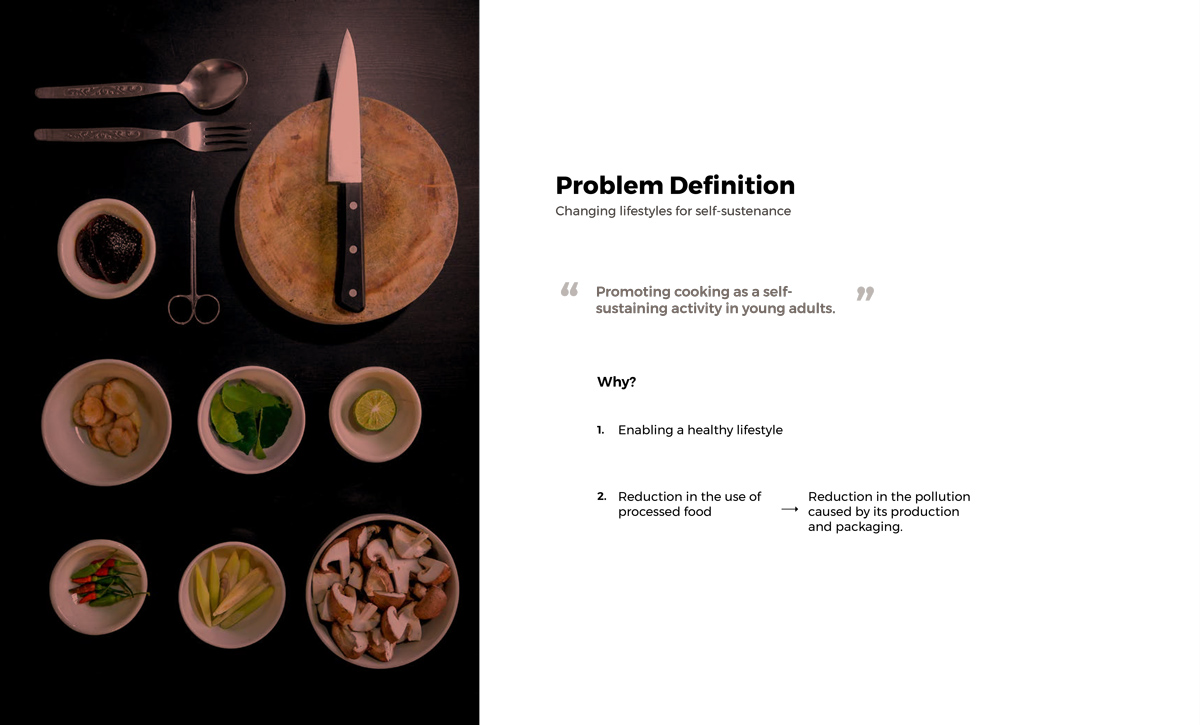 Problem Definition
Changing lifestyles for self-sustenance
“ Promoting cooking as a self-
sustaining activity in young adults. ”
Why?
1. Enabling a healthy lifestyle
2. Reduction in the use of
processed food
→ Reduction in the pollution
caused by its production
and packaging.